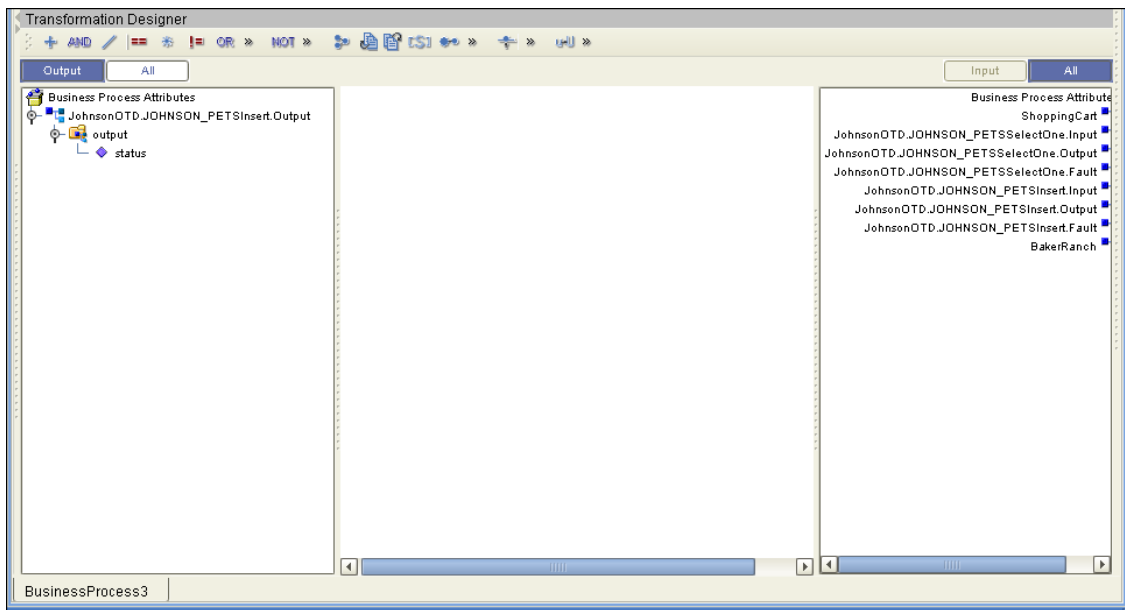 Transformation Designer
+ AND / == != OR » NOT » [S] » » u+U »
Output All Input All
Business Process Attributes
JohnsonOTD.JOHNSON_PETSInsert.Output
output
status
Business Process Attribute
ShoppingCart
JohnsonOTD.JOHNSON_PETSSelectOne.Input
JohnsonOTD.JOHNSON_PETSSelectOne.Output
JohnsonOTD.JOHNSON_PETSSelectOne.Fault
JohnsonOTD.JOHNSON_PETSInsert.Input
JohnsonOTD.JOHNSON_PETSInsert.Output
JohnsonOTD.JOHNSON_PETSInsert.Fault
BakerRanch
BusinessProcess3